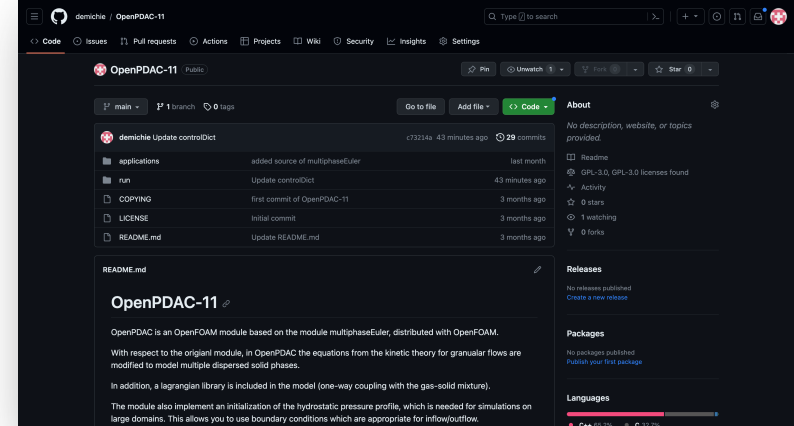 demichie / OpenPDAC-11
Type / to search
Code Issues Pull requests Actions Projects Wiki Security Insights Settings
OpenPDAC-11 Public
Pin Unwatch 1 Fork 0 Star 0
main 1 branch 0 tags Go to file Add file Code
demichie Update controlDict c73214a 43 minutes ago 29 commits
applications added source of multiphaseEuler last month
run Update controlDict 43 minutes ago
COPYING first commit of OpenPDAC-11 3 months ago
LICENSE Initial commit 3 months ago
README.md Update README.md 3 months ago
README.md
OpenPDAC-11
OpenPDAC is an OpenFOAM module based on the module multiphaseEuler, distributed with OpenFOAM.
With respect to the origianl module, in OpenPDAC the equations from the kinetic theory for granualar flows are
modified to model multiple dispersed solid phases.
In addition, a lagrangian library is included in the model (one-way coupling with the gas-solid mixture).
The module also implement an initialization of the hydrostatic pressure profile, which is needed for simulations on
large domains. This allows you to use boundary conditions which are appropriate for inflow/outflow.
About
No description, website, or topics
provided.
Readme
GPL-3.0, GPL-3.0 licenses found
Activity
0 stars
1 watching
0 forks
Releases
No releases published
Create a new release
Packages
No packages published
Publish your first package
Languages
C++ 65.2% C 32.7%